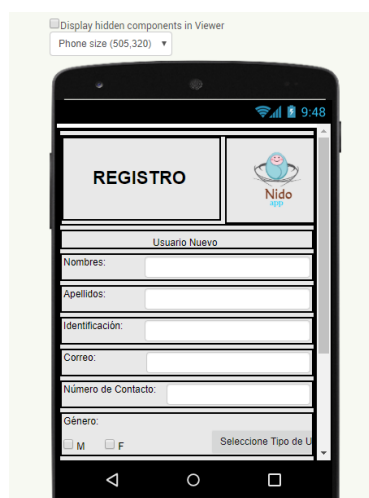 Display hidden components in Viewer
Phone size (505,320)
9:48
REGISTRO
Nido
app
Usuario Nuevo
Nombres:
Apellidos:
Identificación:
Correo:
Número de Contacto:
Género:
M F
Seleccione Tipo de U